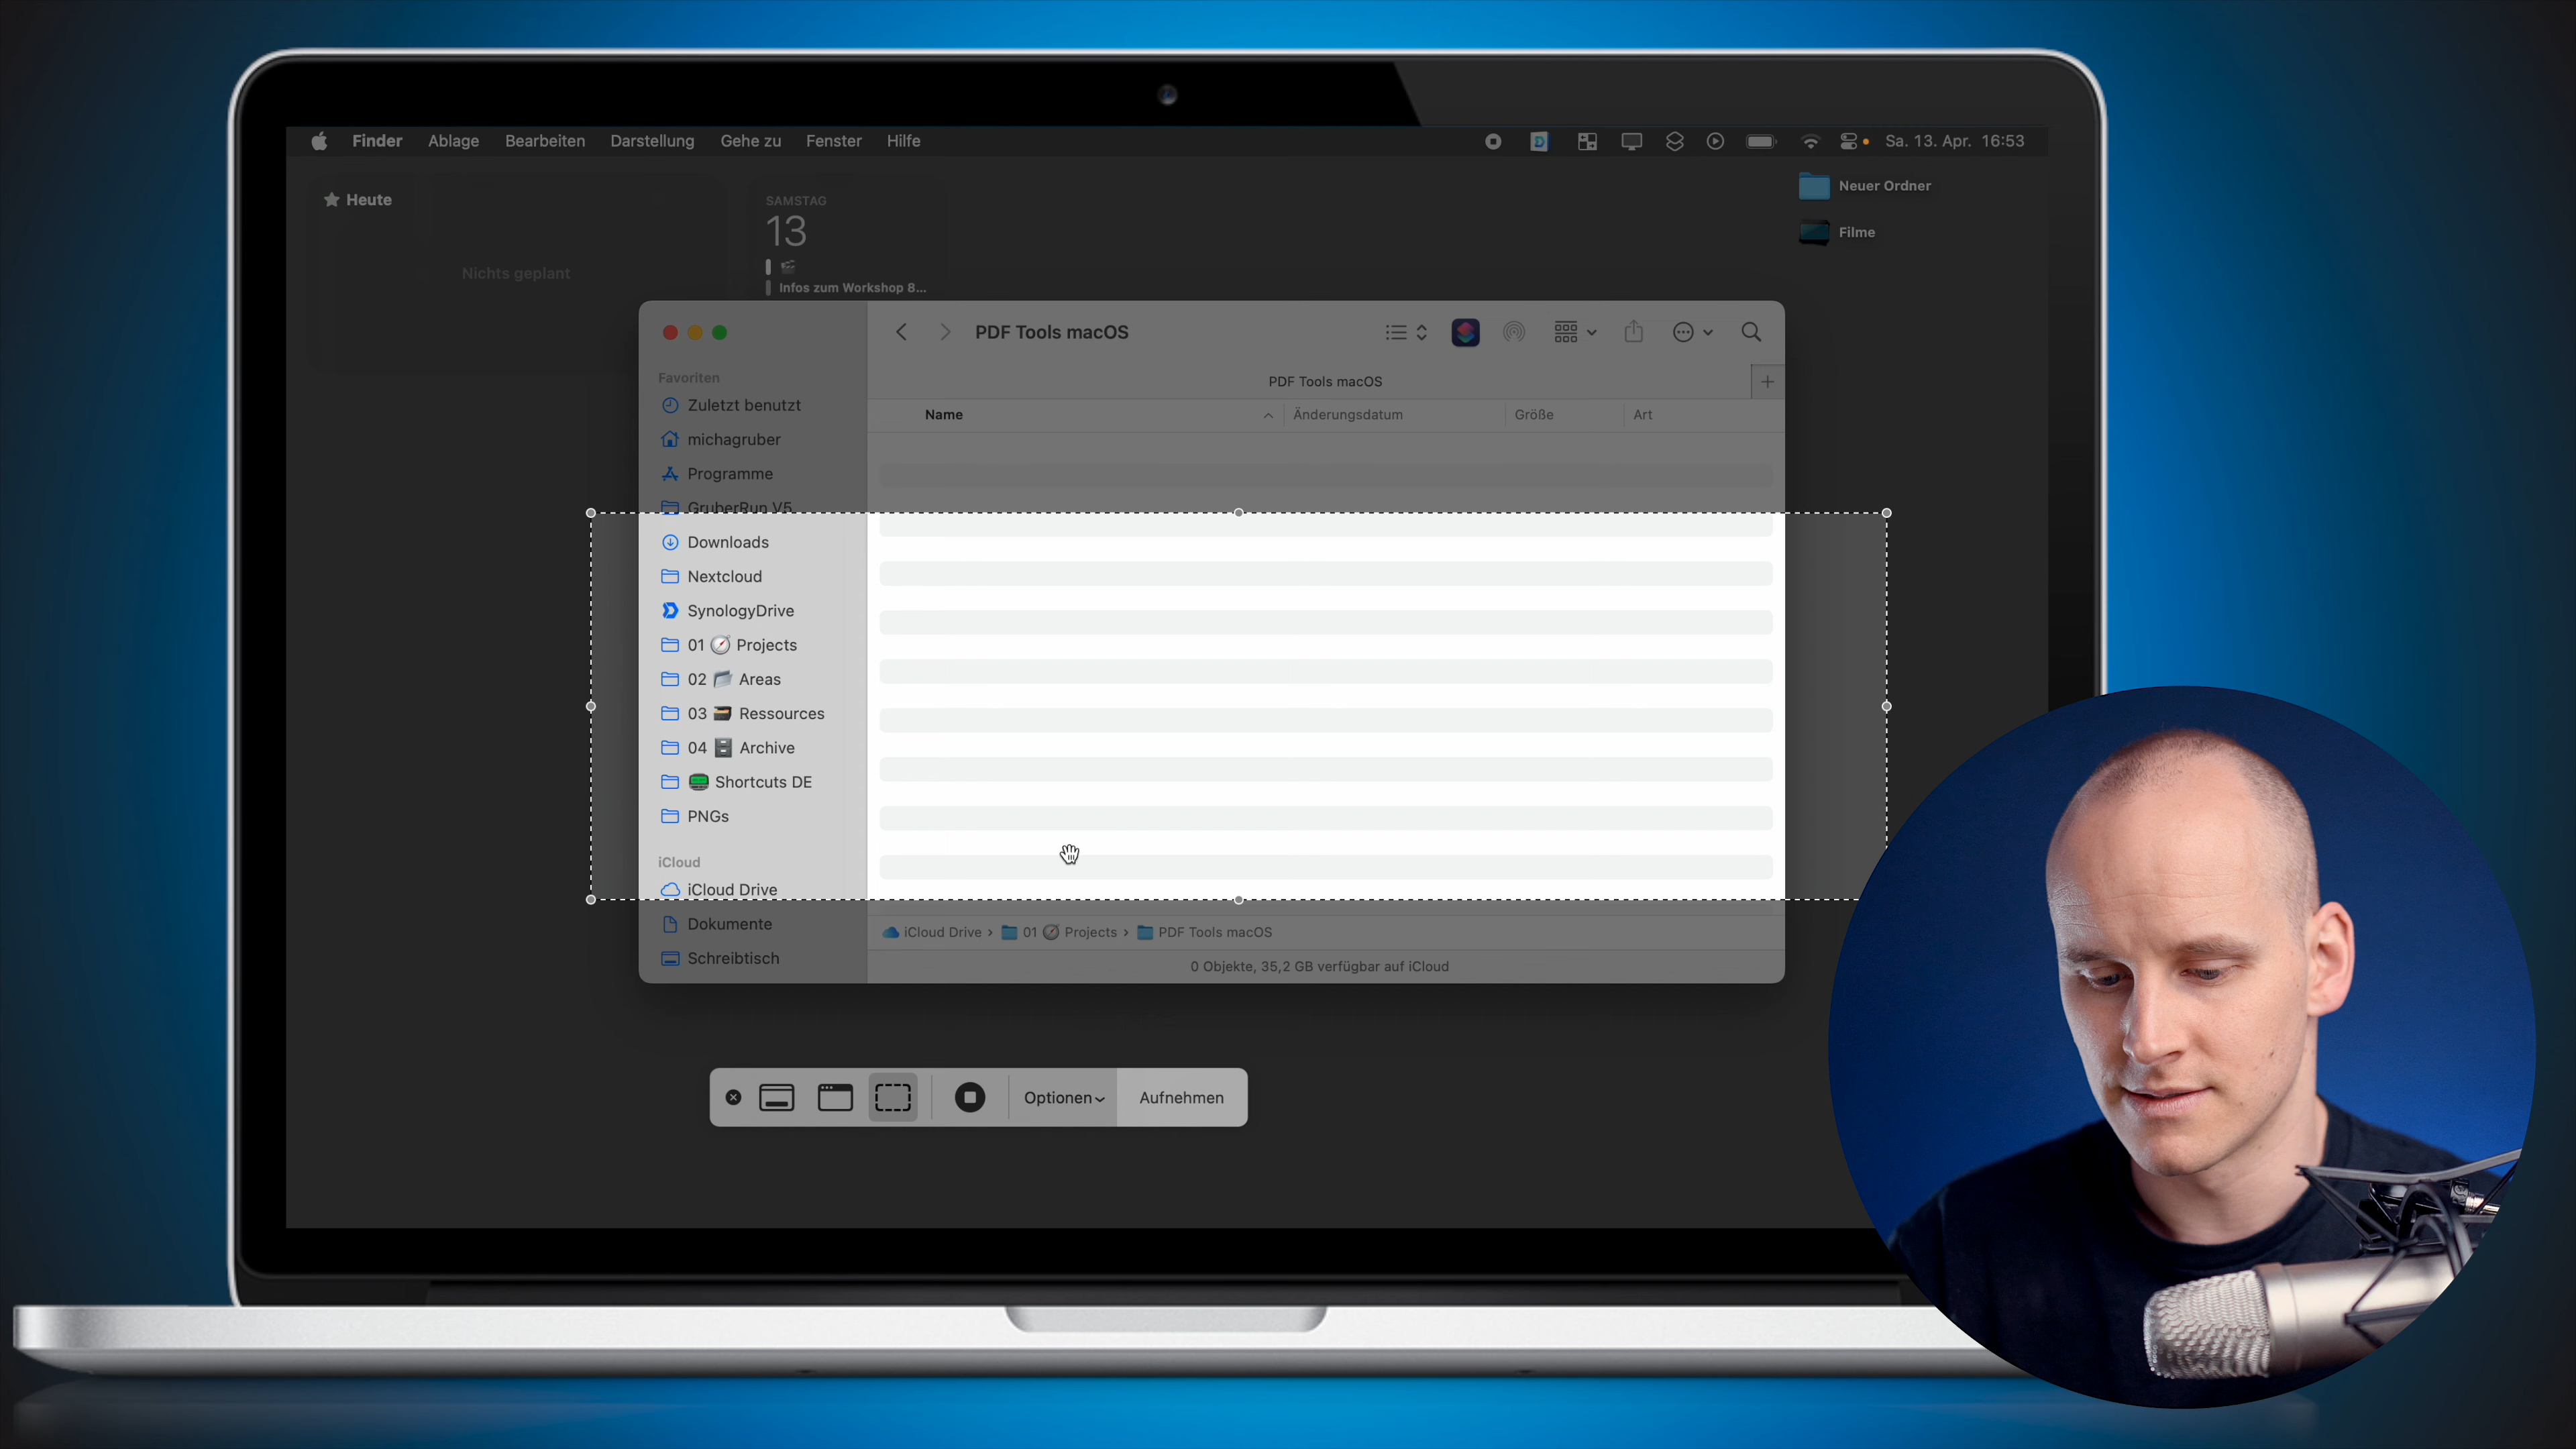 Finder Ablage Bearbeiten Darstellung Gehe zu Fenster Hilfe
Sa. 13. Apr. 16:53
Heute
Nichts geplant
SAMSTAG
13
Infos zum Workshop 8...
Neuer Ordner
Filme
PDF Tools macOS
PDF Tools macOS
Name Änderungsdatum Größe Art
Favoriten
Zuletzt benutzt
michagruber
Programme
GruberRun V5
Downloads
Nextcloud
SynologyDrive
01 🧭 Projects
02 📂 Areas
03 🗃️ Ressources
04 🗄️ Archive
📟 Shortcuts DE
PNGs
iCloud
iCloud Drive
Dokumente
Schreibtisch
iCloud Drive › 01 🧭 Projects › PDF Tools macOS
0 Objekte, 35,2 GB verfügbar auf iCloud
Optionen
Aufnehmen